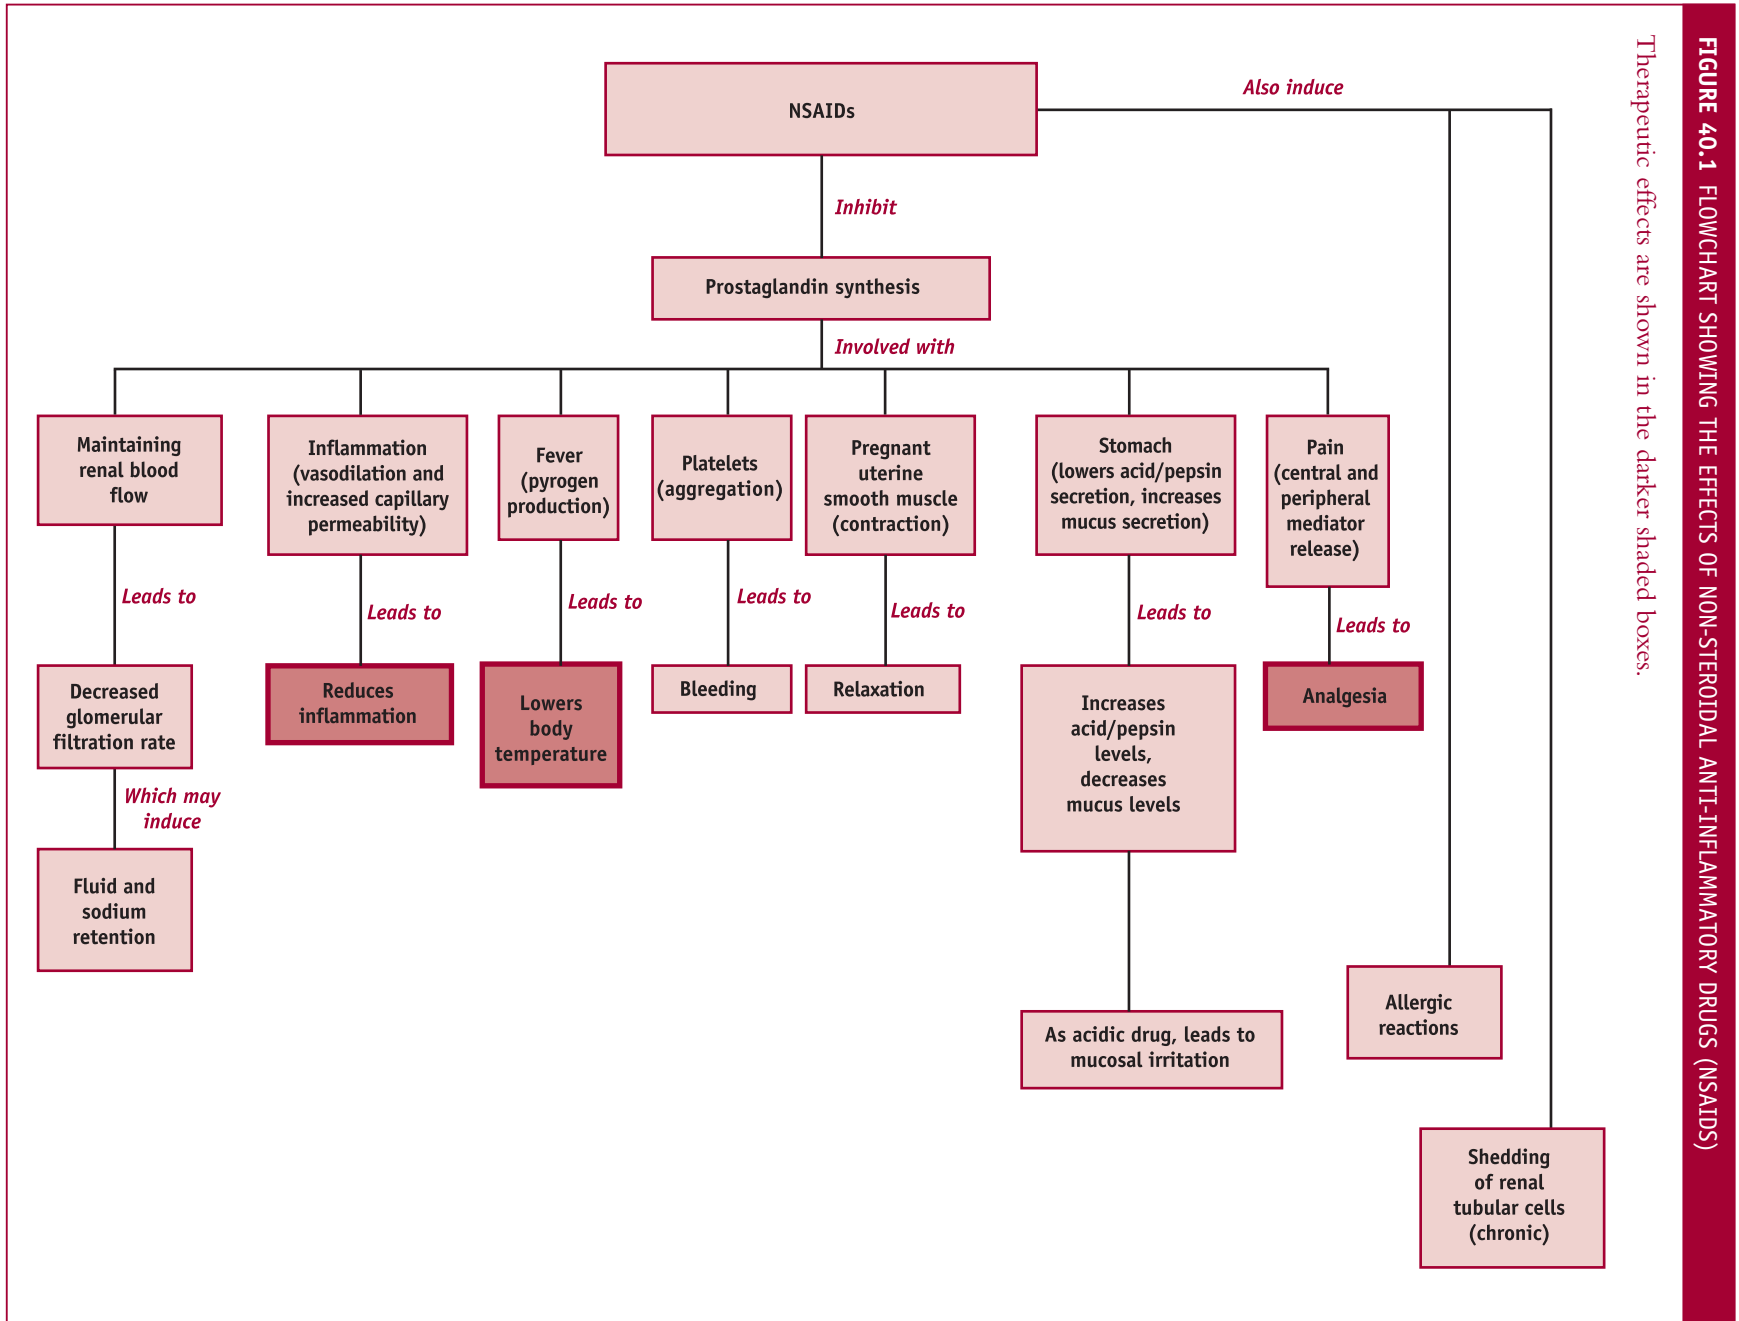 FIGURE 40.1 FLOWCHART SHOWING THE EFFECTS OF NON-STEROIDAL ANTI-INFLAMMATORY DRUGS (NSAIDS)
Therapeutic effects are shown in the darker shaded boxes.
NSAIDs
Also induce
Inhibit
Prostaglandin synthesis
Involved with
Maintaining
renal blood
flow
Inflammation
(vasodilation and
increased capillary
permeability)
Fever
(pyrogen
production)
Platelets
(aggregation)
Pregnant
uterine
smooth muscle
(contraction)
Stomach
(lowers acid/pepsin
secretion, increases
mucus secretion)
Pain
(central and
peripheral
mediator
release)
Leads to
Leads to
Leads to
Leads to
Leads to
Leads to
Leads to
Decreased
glomerular
filtration rate
Reduces
inflammation
Lowers
body
temperature
Bleeding
Relaxation
Increases
acid/pepsin
levels,
decreases
mucus levels
Analgesia
Which may
induce
Fluid and
sodium
retention
As acidic drug, leads to
mucosal irritation
Allergic
reactions
Shedding
of renal
tubular cells
(chronic)